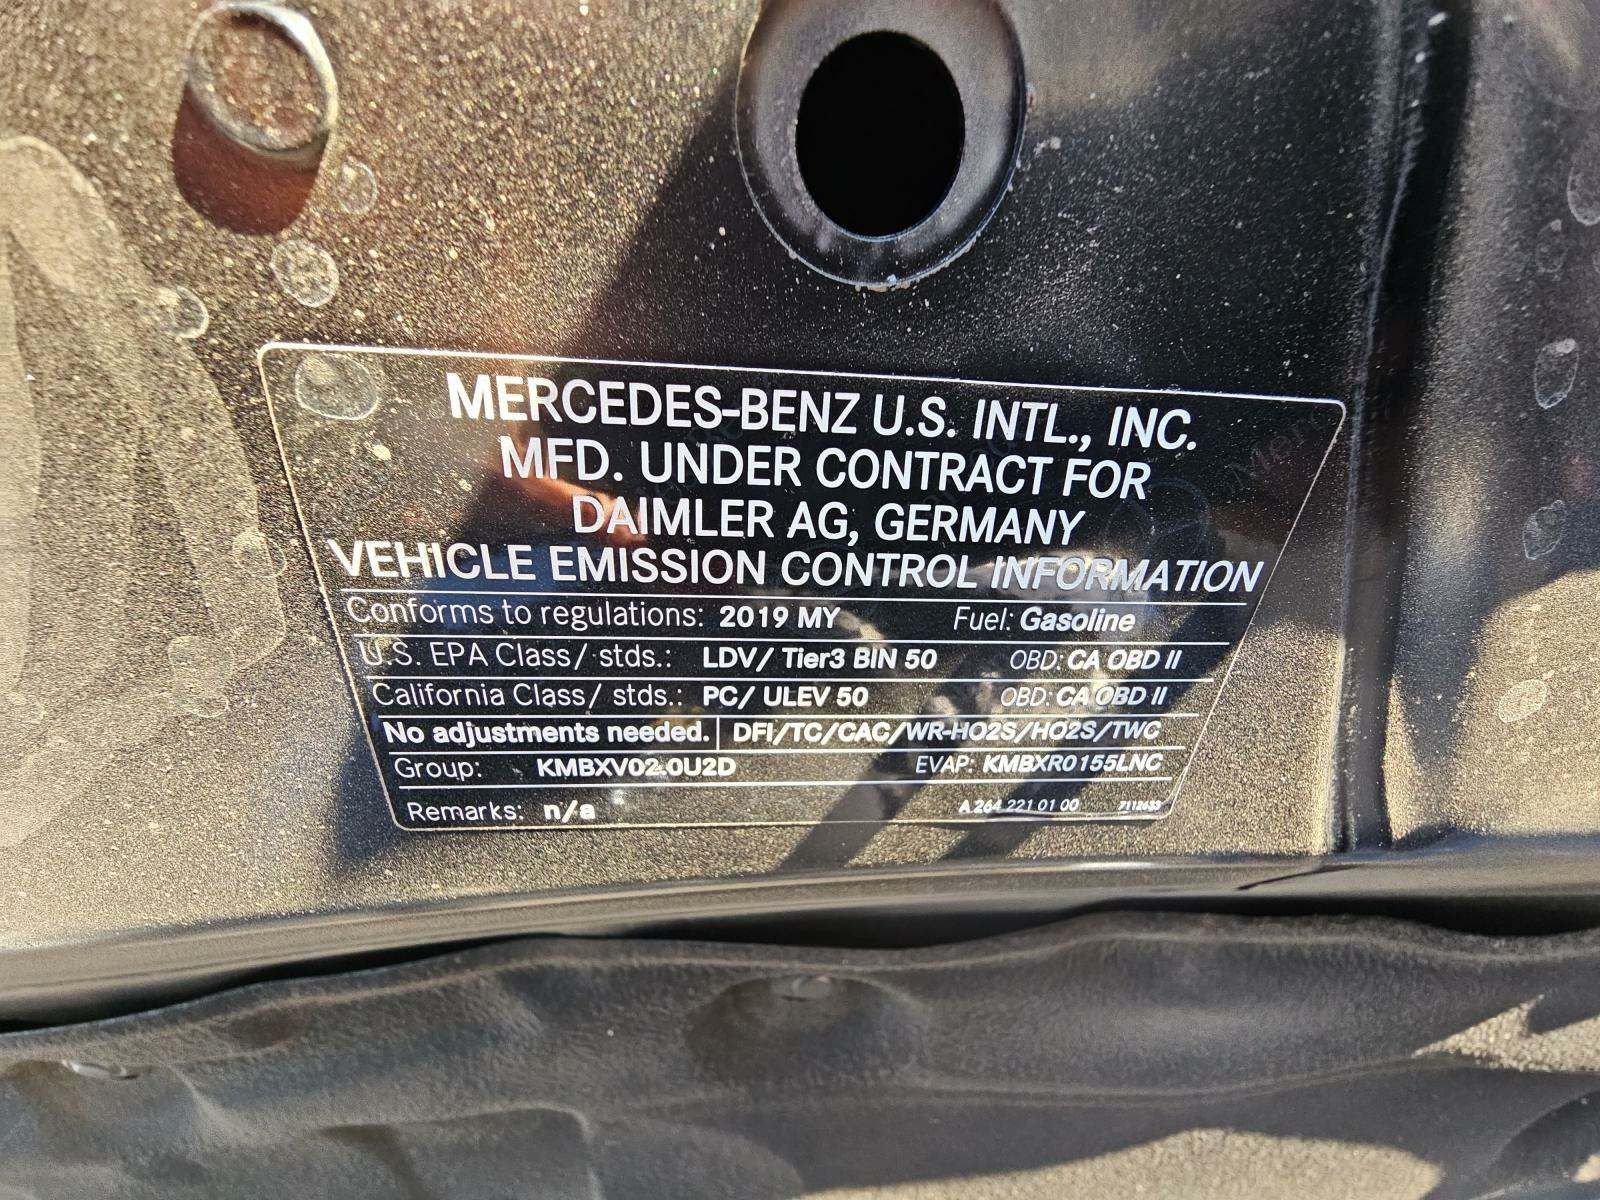 MERCEDES-BENZ U.S. INTL., INC.
MFD. UNDER CONTRACT FOR
DAIMLER AG, GERMANY
VEHICLE EMISSION CONTROL INFORMATION
Conforms to regulations: 2019 MY Fuel: Gasoline
U.S. EPA Class/ stds.: LDV/ Tier3 BIN 50 OBD: CA OBD II
California Class/ stds.: PC/ ULEV 50 OBD: CA OBD II
No adjustments needed. DFI/TC/CAC/WR-HO2S/HO2S/TWC
Group: KMBXV02.0U2D EVAP: KMBXR0155LNC
Remarks: n/a A 264 221 01 00